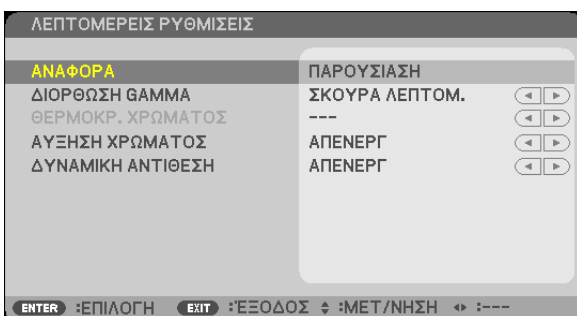 ΛΕΠΤΟΜΕΡΕΙΣ ΡΥΘΜΙΣΕΙΣ
ΑΝΑΦΟΡΑ ΠΑΡΟΥΣΙΑΣΗ
ΔΙΟΡΘΩΣΗ GAMMA ΣΚΟΥΡΑ ΛΕΠΤΟΜ.
ΘΕΡΜΟΚΡ. ΧΡΩΜΑΤΟΣ ---
ΑΥΞΗΣΗ ΧΡΩΜΑΤΟΣ ΑΠΕΝΕΡΓ
ΔΥΝΑΜΙΚΗ ΑΝΤΙΘΕΣΗ ΑΠΕΝΕΡΓ
ENTER :ΕΠΙΛΟΓΗ EXIT :ΈΞΟΔΟΣ :ΜΕΤ/ΝΗΣΗ :---